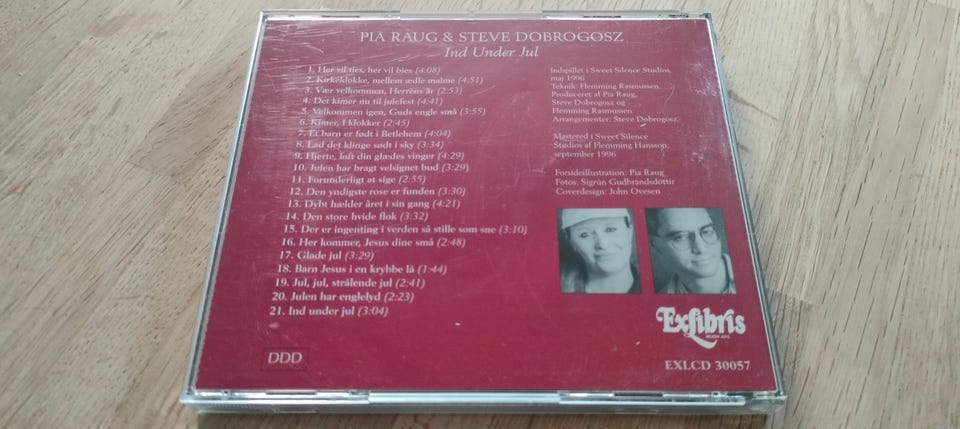 PIA RAUG & STEVE DOBROGOSZ
Ind Under Jul
1. Her vil ties, her vil bies (4:08)
2. Kirkeklokke, mellem ædle malme (4:51)
3. Vær velkommen, Herrens år (2:53)
4. Det kimer nu til julefest (4:41)
5. Velkommen igen, Guds engle små (3:55)
6. Kimer, I klokker (2:45)
7. Et barn er født i Betlehem (4:04)
8. Lad det klinge sødt i sky (3:34)
9. Hjerte, løft din glædes vinger (4:29)
10. Julen har bragt velsignet bud (3:29)
11. Forunderligt at sige (2:55)
12. Den yndigste rose er funden (3:30)
13. Dybt hælder året i sin gang (4:21)
14. Den store hvide flok (3:32)
15. Der er ingenting i verden så stille som sne (3:10)
16. Her kommer, Jesus dine små (2:48)
17. Glade jul (3:29)
18. Barn Jesus i en krybbe lå (1:44)
19. Jul, jul, strålende jul (2:41)
20. Julen har englelyd (2:23)
21. Ind under jul (3:04)
DDD
Indspillet i Sweet Silence Studios,
maj 1996
Teknik: Flemming Rasmussen
Produceret af Pia Raug,
Steve Dobrogosz og
Flemming Rasmussen
Arrangementer: Steve Dobrogosz
Mastered i Sweet Silence
Studios af Flemming Hansson,
september 1996
Forsideillustration: Pia Raug
Fotos: Sigrún Gudbrandsdóttir
Coverdesign: John Ovesen
Exlibris
MUSIK APS
EXLCD 30057